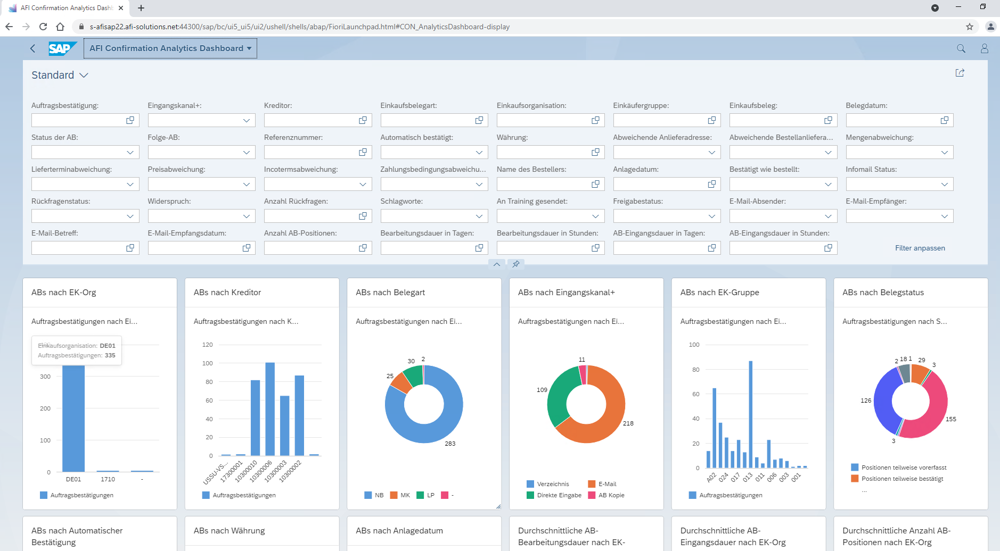 AFI Confirmation Analytics Dashb
s-afisap22.afi-solutions.net:44300/sap/bc/ui5_ui5/ui2/ushell/shells/abap/FioriLaunchpad.html#CON_AnalyticsDashboard-display
SAP AFI Confirmation Analytics Dashboard
Standard
Auftragsbestätigung: Eingangskanal+: Kreditor: Einkaufsbelegart: Einkaufsorganisation: Einkäufergruppe: Einkaufsbeleg: Belegdatum:
Status der AB: Folge-AB: Referenznummer: Automatisch bestätigt: Währung: Abweichende Anlieferadresse: Abweichende Bestellanliefera... Mengenabweichung:
Lieferterminabweichung: Preisabweichung: Incotermsabweichung: Zahlungsbedingungsabweichu... Name des Bestellers: Anlagedatum: Bestätigt wie bestellt: Infomail Status:
Rückfragenstatus: Widerspruch: Anzahl Rückfragen: Schlagworte: An Training gesendet: Freigabestatus: E-Mail-Absender: E-Mail-Empfänger:
E-Mail-Betreff: E-Mail-Empfangsdatum: Anzahl AB-Positionen: Bearbeitungsdauer in Tagen: Bearbeitungsdauer in Stunden: AB-Eingangsdauer in Tagen: AB-Eingangsdauer in Stunden:
Filter anpassen
ABs nach EK-Org
Auftragsbestätigungen nach Ei...
Einkaufsorganisation: DE01
Auftragsbestätigungen: 335
300
200
100
0
DE01 1710 -
Auftragsbestätigungen
ABs nach Kreditor
Auftragsbestätigungen nach K...
120
100
80
60
40
20
0
USSU-VS... 17300001 10300010 10300006 10300003 10300002
Auftragsbestätigungen
ABs nach Belegart
Auftragsbestätigungen nach Ei...
30 2
25
283
NB MK LP -
ABs nach Eingangskanal+
Auftragsbestätigungen nach Ei...
11
109
218
Verzeichnis E-Mail
Direkte Eingabe AB Kopie
ABs nach EK-Gruppe
Auftragsbestätigungen nach Ei...
100
80
60
40
20
0
A02 024 017 013 011 006 003 001
Auftragsbestätigungen
ABs nach Belegstatus
Auftragsbestätigungen nach S...
2 18 1 29 3
126
155
3
Positionen teilweise vorerfasst
Positionen teilweise bestätigt
...
ABs nach Automatischer
Bestätigung
ABs nach Währung
ABs nach Anlagedatum
Durchschnittliche AB-
Bearbeitungsdauer nach EK-
Durchschnittliche AB-
Eingangsdauer nach EK-Org
Durchschnittliche Anzahl AB-
Positionen nach EK-Org